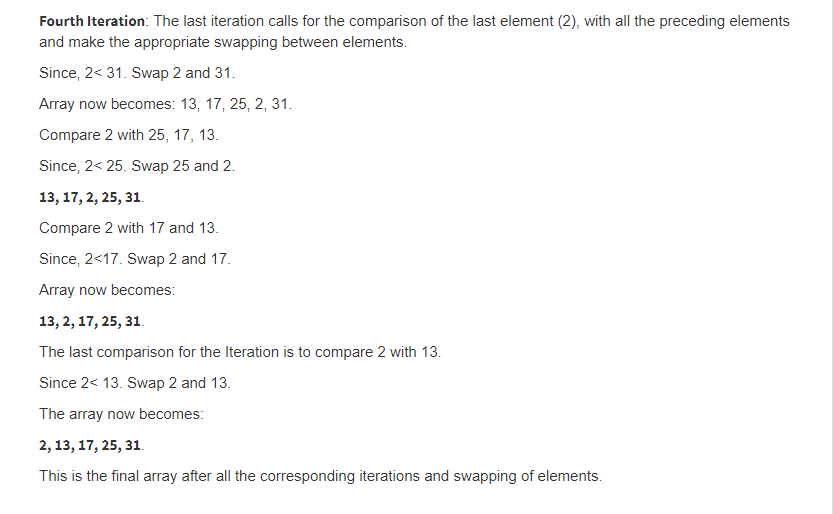 Fourth Iteration: The last iteration calls for the comparison of the last element (2), with all the preceding elements
and make the appropriate swapping between elements.
Since, 2< 31. Swap 2 and 31.
Array now becomes: 13, 17, 25, 2, 31.
Compare 2 with 25, 17, 13.
Since, 2< 25. Swap 25 and 2.
13, 17, 2, 25, 31.
Compare 2 with 17 and 13.
Since, 2<17. Swap 2 and 17.
Array now becomes:
13, 2, 17, 25, 31.
The last comparison for the Iteration is to compare 2 with 13.
Since 2< 13. Swap 2 and 13.
The array now becomes:
2, 13, 17, 25, 31.
This is the final array after all the corresponding iterations and swapping of elements.